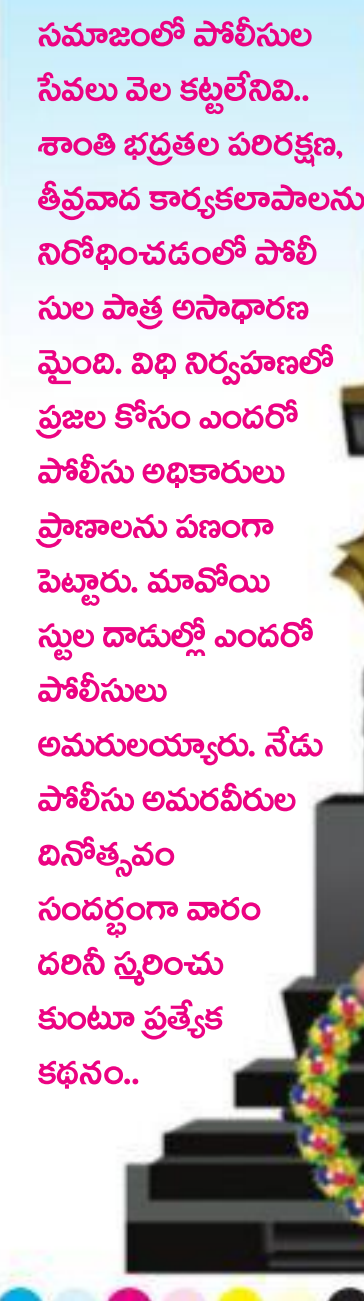 సమాజంలో పోలీసుల
సేవలు వెల కట్టలేనివి..
శాంతి భద్రతల పరిరక్షణ,
తీవ్రవాద కార్యకలాపాలను
నిరోధించడంలో పోలీ
సుల పాత్ర అసాధారణ
మైంది. విధి నిర్వహణలో
ప్రజల కోసం ఎందరో
పోలీసు అధికారులు
ప్రాణాలను పణంగా
పెట్టారు. మావోయి
స్టుల దాడుల్లో ఎందరో
పోలీసులు
అమరులయ్యారు. నేడు
పోలీసు అమరవీరుల
దినోత్సవం
సందర్భంగా వారం
దరినీ స్మరించు
కుంటూ ప్రత్యేక
కథనం..